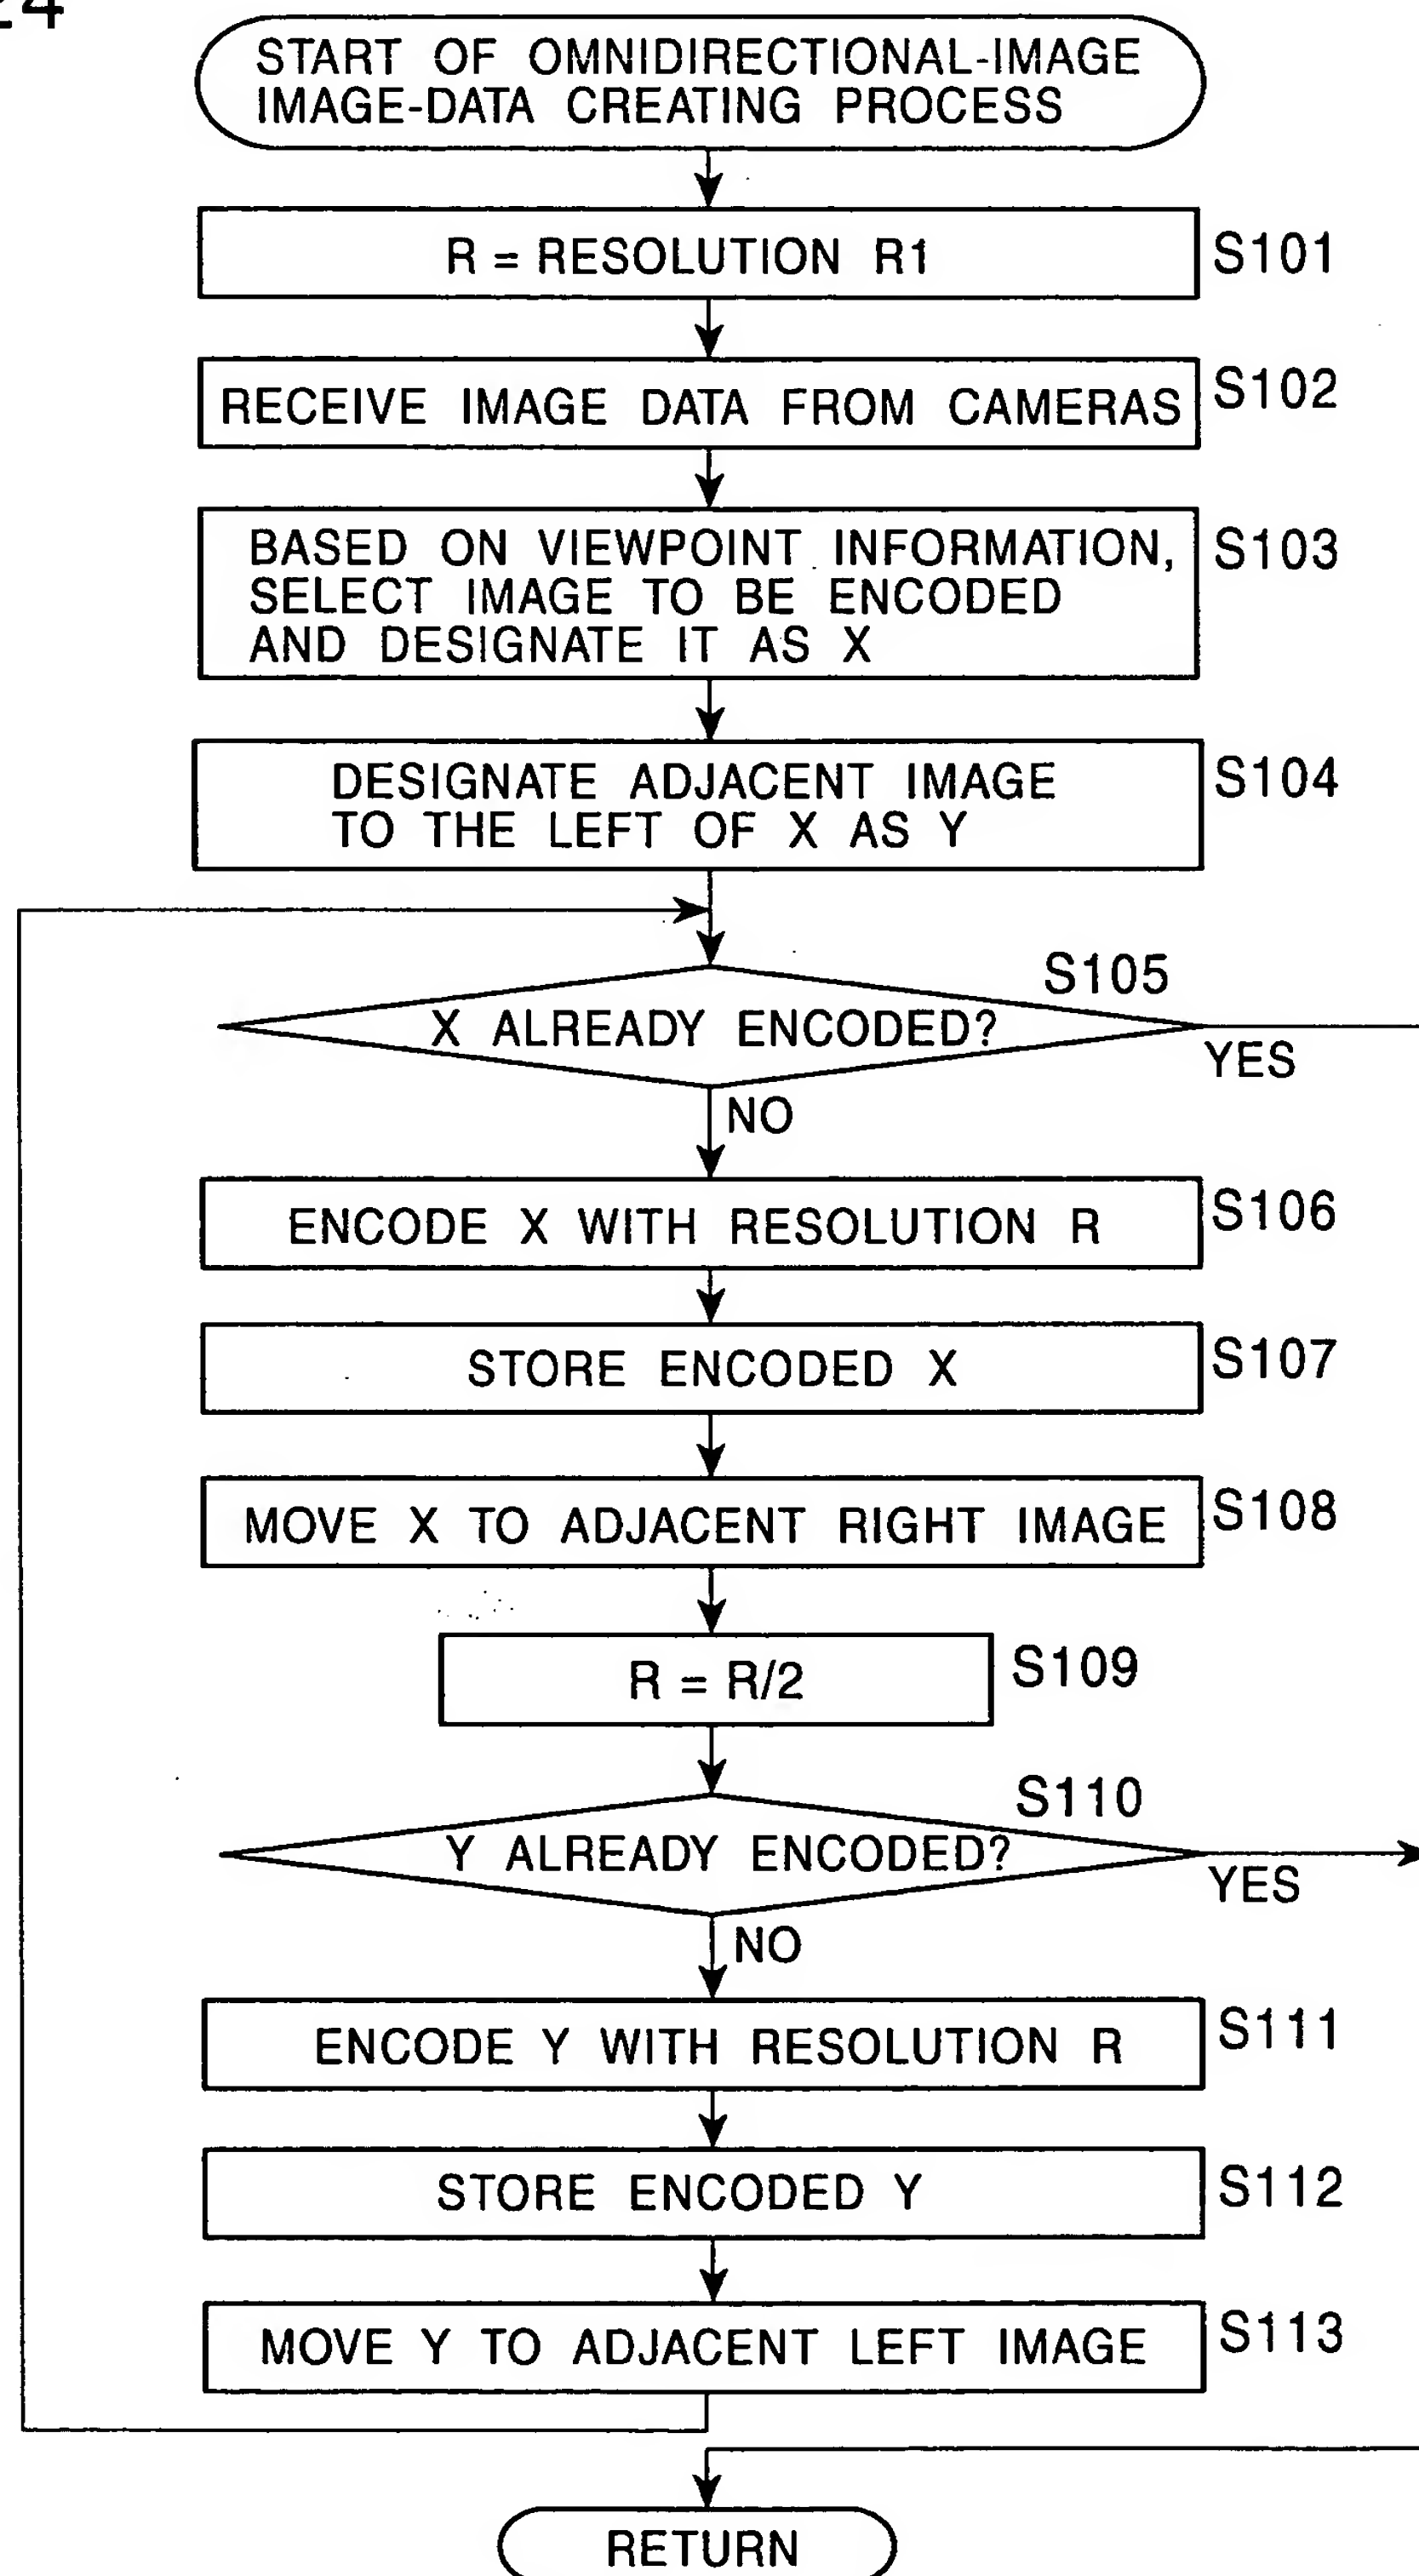 24
START OF OMNIDIRECTIONAL-IMAGE
IMAGE-DATA CREATING PROCESS
R = RESOLUTION R1
S101
RECEIVE IMAGE DATA FROM CAMERAS
S102
BASED ON VIEWPOINT INFORMATION,
SELECT IMAGE TO BE ENCODED
AND DESIGNATE IT AS X
S103
DESIGNATE ADJACENT IMAGE
TO THE LEFT OF X AS Y
S104
S105
X ALREADY ENCODED?
YES
NO
ENCODE X WITH RESOLUTION R
S106
STORE ENCODED X
S107
MOVE X TO ADJACENT RIGHT IMAGE
S108
R = R/2
S109
S110
Y ALREADY ENCODED?
YES
NO
ENCODE Y WITH RESOLUTION R
S111
STORE ENCODED Y
S112
MOVE Y TO ADJACENT LEFT IMAGE
S113
RETURN